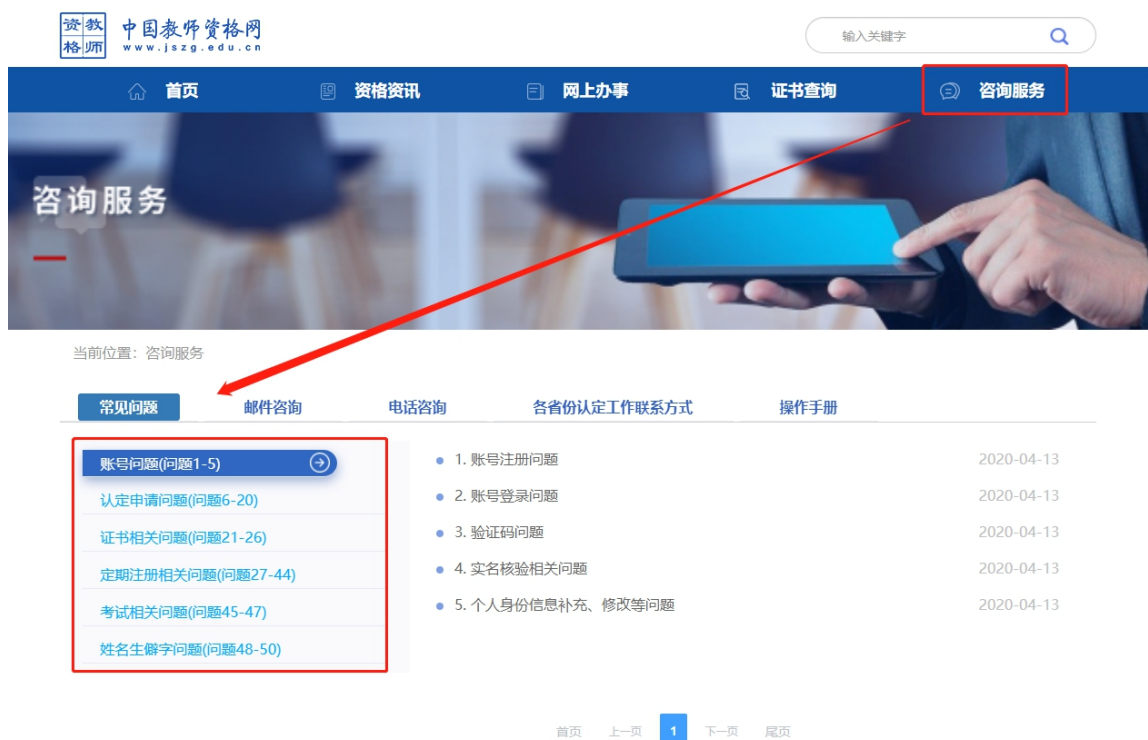 资教
格师
中国教师资格网
www.jszg.edu.cn
输入关键字
首页 资格资讯 网上办事 证书查询 咨询服务
咨询服务
当前位置：咨询服务
常见问题 邮件咨询 电话咨询 各省份认定工作联系方式 操作手册
账号问题(问题1-5)
认定申请问题(问题6-20)
证书相关问题(问题21-26)
定期注册相关问题(问题27-44)
考试相关问题(问题45-47)
姓名生僻字问题(问题48-50)
1. 账号注册问题 2020-04-13
2. 账号登录问题 2020-04-13
3. 验证码问题 2020-04-13
4. 实名核验相关问题 2020-04-13
5. 个人身份信息补充、修改等问题 2020-04-13
首页 上一页 1 下一页 尾页